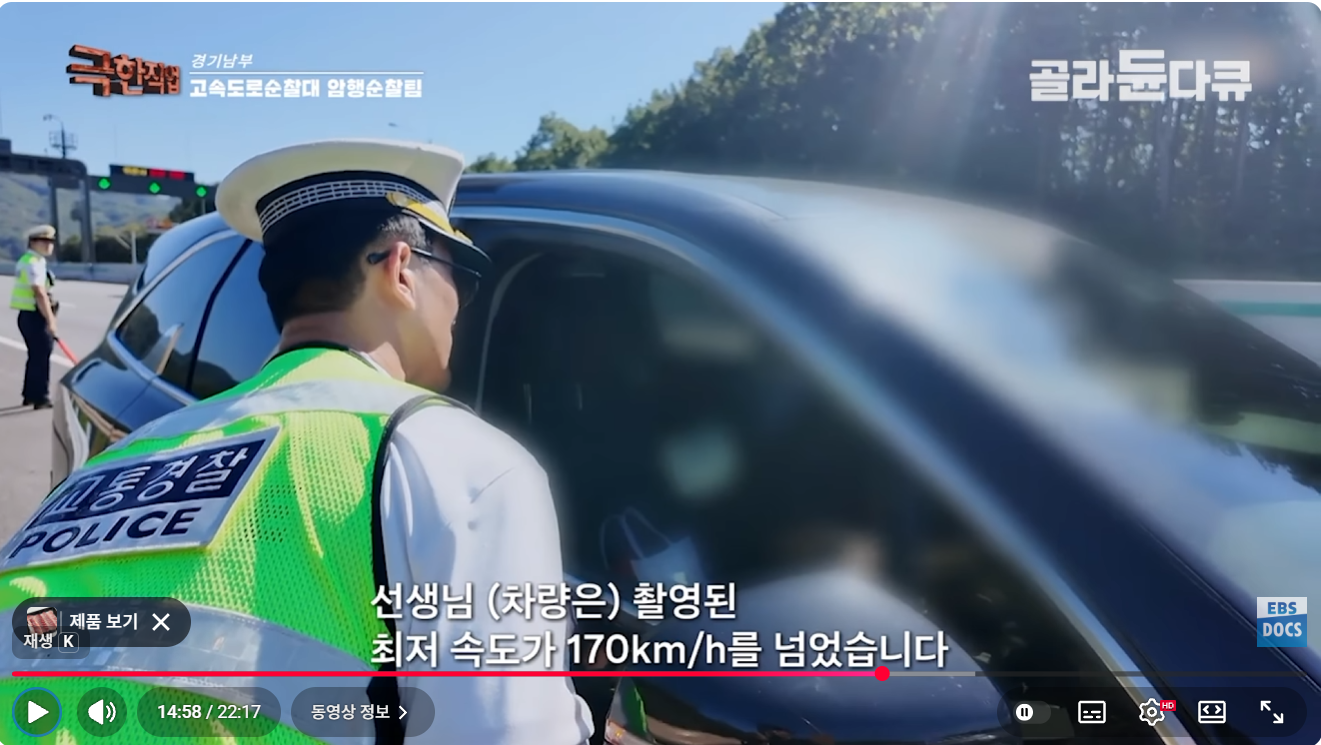 극한직업
경기남부
고속도로순찰대 암행순찰팀
골라듄다큐
교통경찰
POLICE
선생님 (차량은) 촬영된
최저 속도가 170km/h를 넘었습니다
제품 보기
재생 K
EBS
DOCS
14:58 / 22:17
동영상 정보
HD